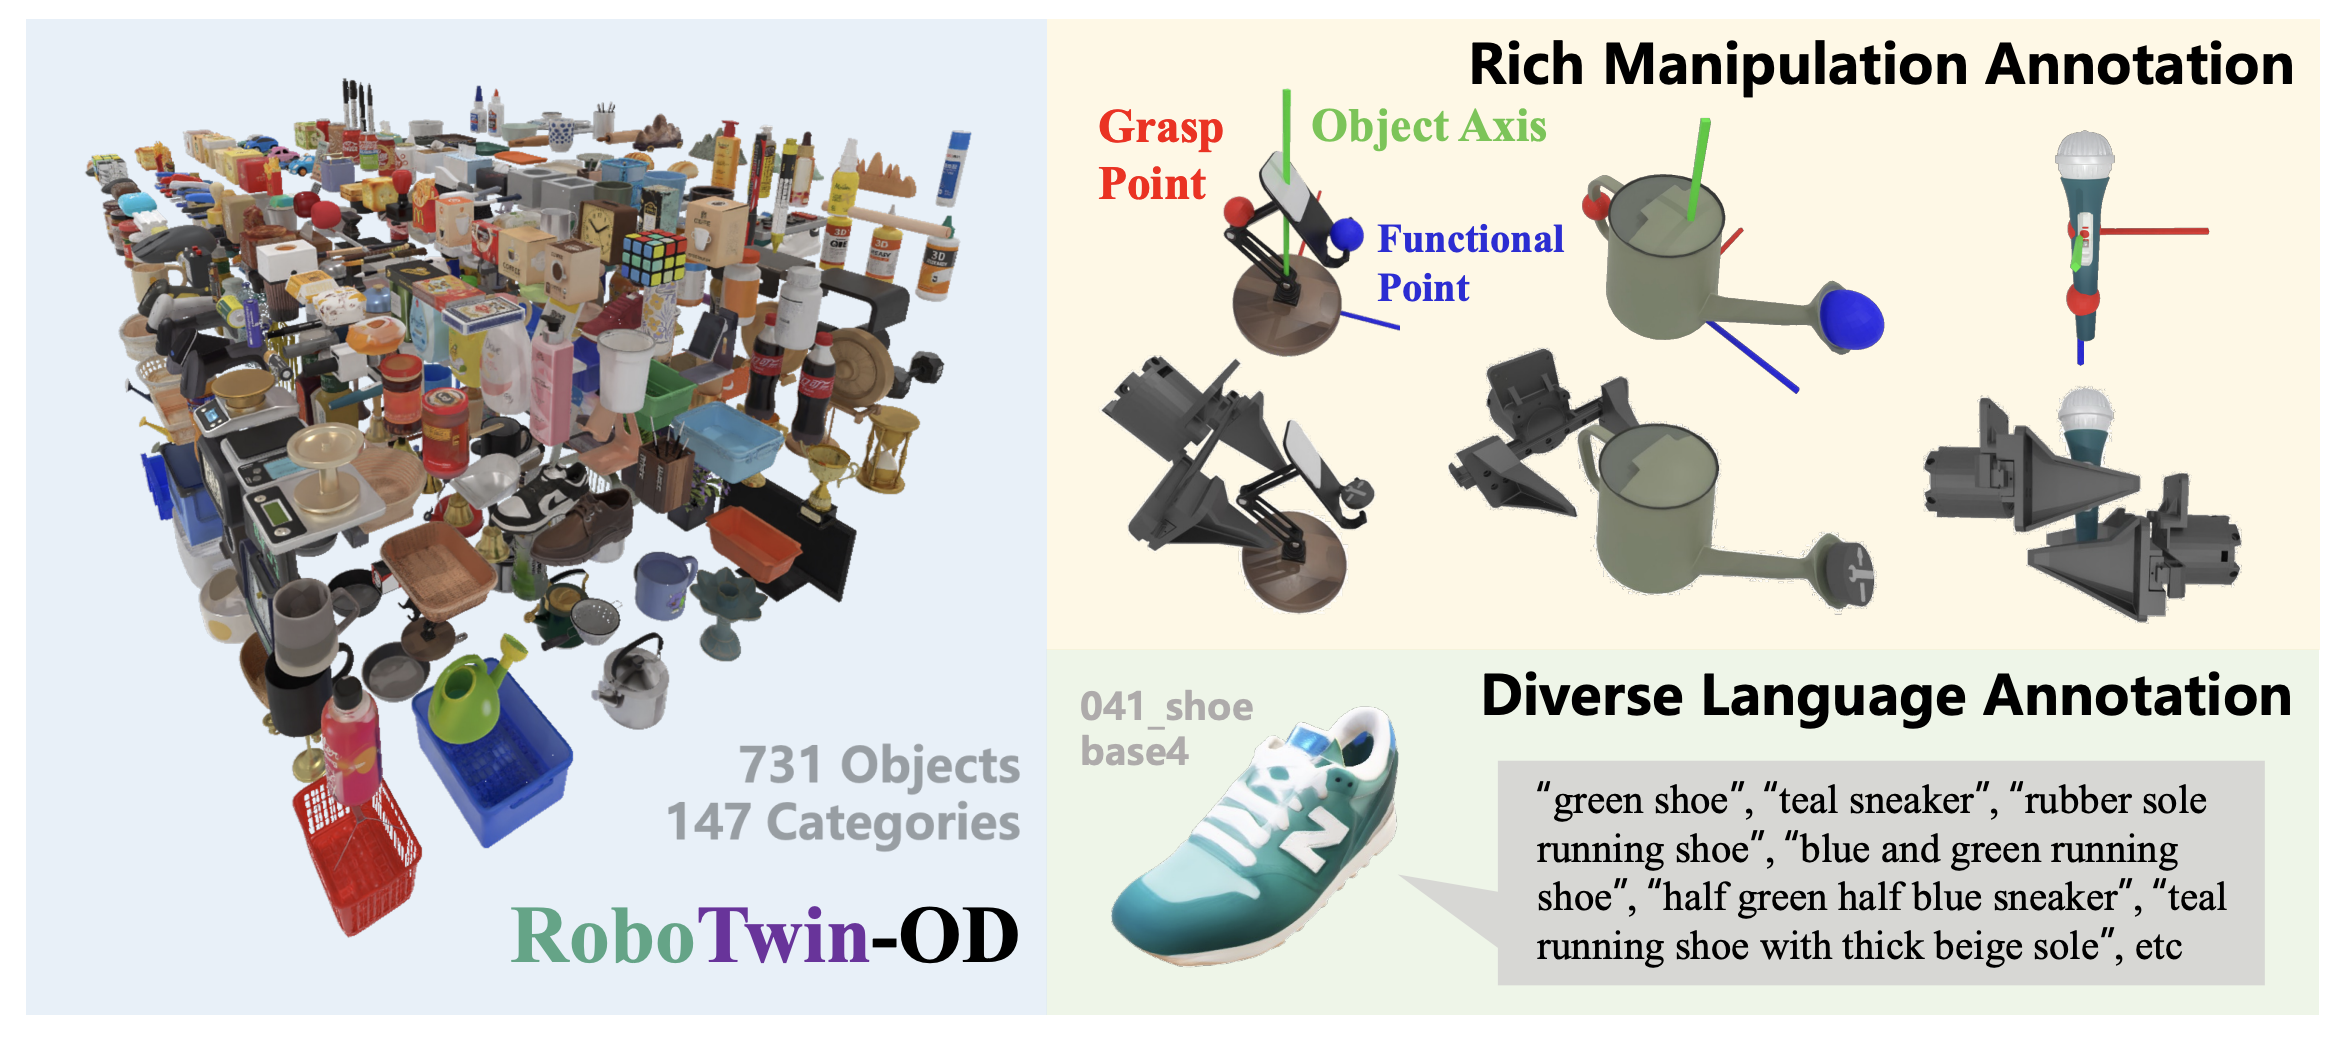 731 Objects
147 Categories
RoboTwin-OD
Rich Manipulation Annotation
Grasp
Point
Object Axis
Functional
Point
Diverse Language Annotation
041_shoe
base4
N
“green shoe”, “teal sneaker”, “rubber sole
running shoe”, “blue and green running
shoe”, “half green half blue sneaker”, “teal
running shoe with thick beige sole”, etc